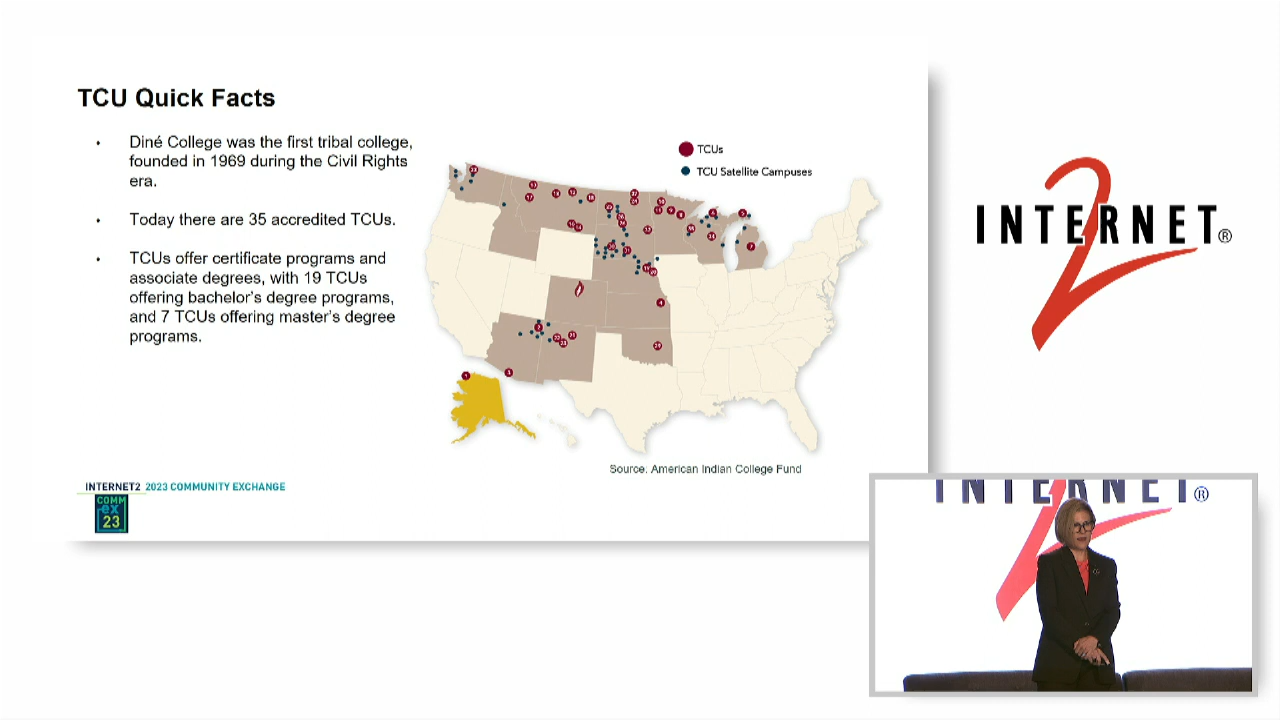 TCU Quick Facts
• Diné College was the first tribal college,
founded in 1969 during the Civil Rights
era.
• Today there are 35 accredited TCUs.
• TCUs offer certificate programs and
associate degrees, with 19 TCUs
offering bachelor's degree programs,
and 7 TCUs offering master's degree
programs.
TCUs
TCU Satellite Campuses
Source: American Indian College Fund
INTERNET2 2023 COMMUNITY EXCHANGE
COMM
ex
23
INTERNET®
2
INTERNET®